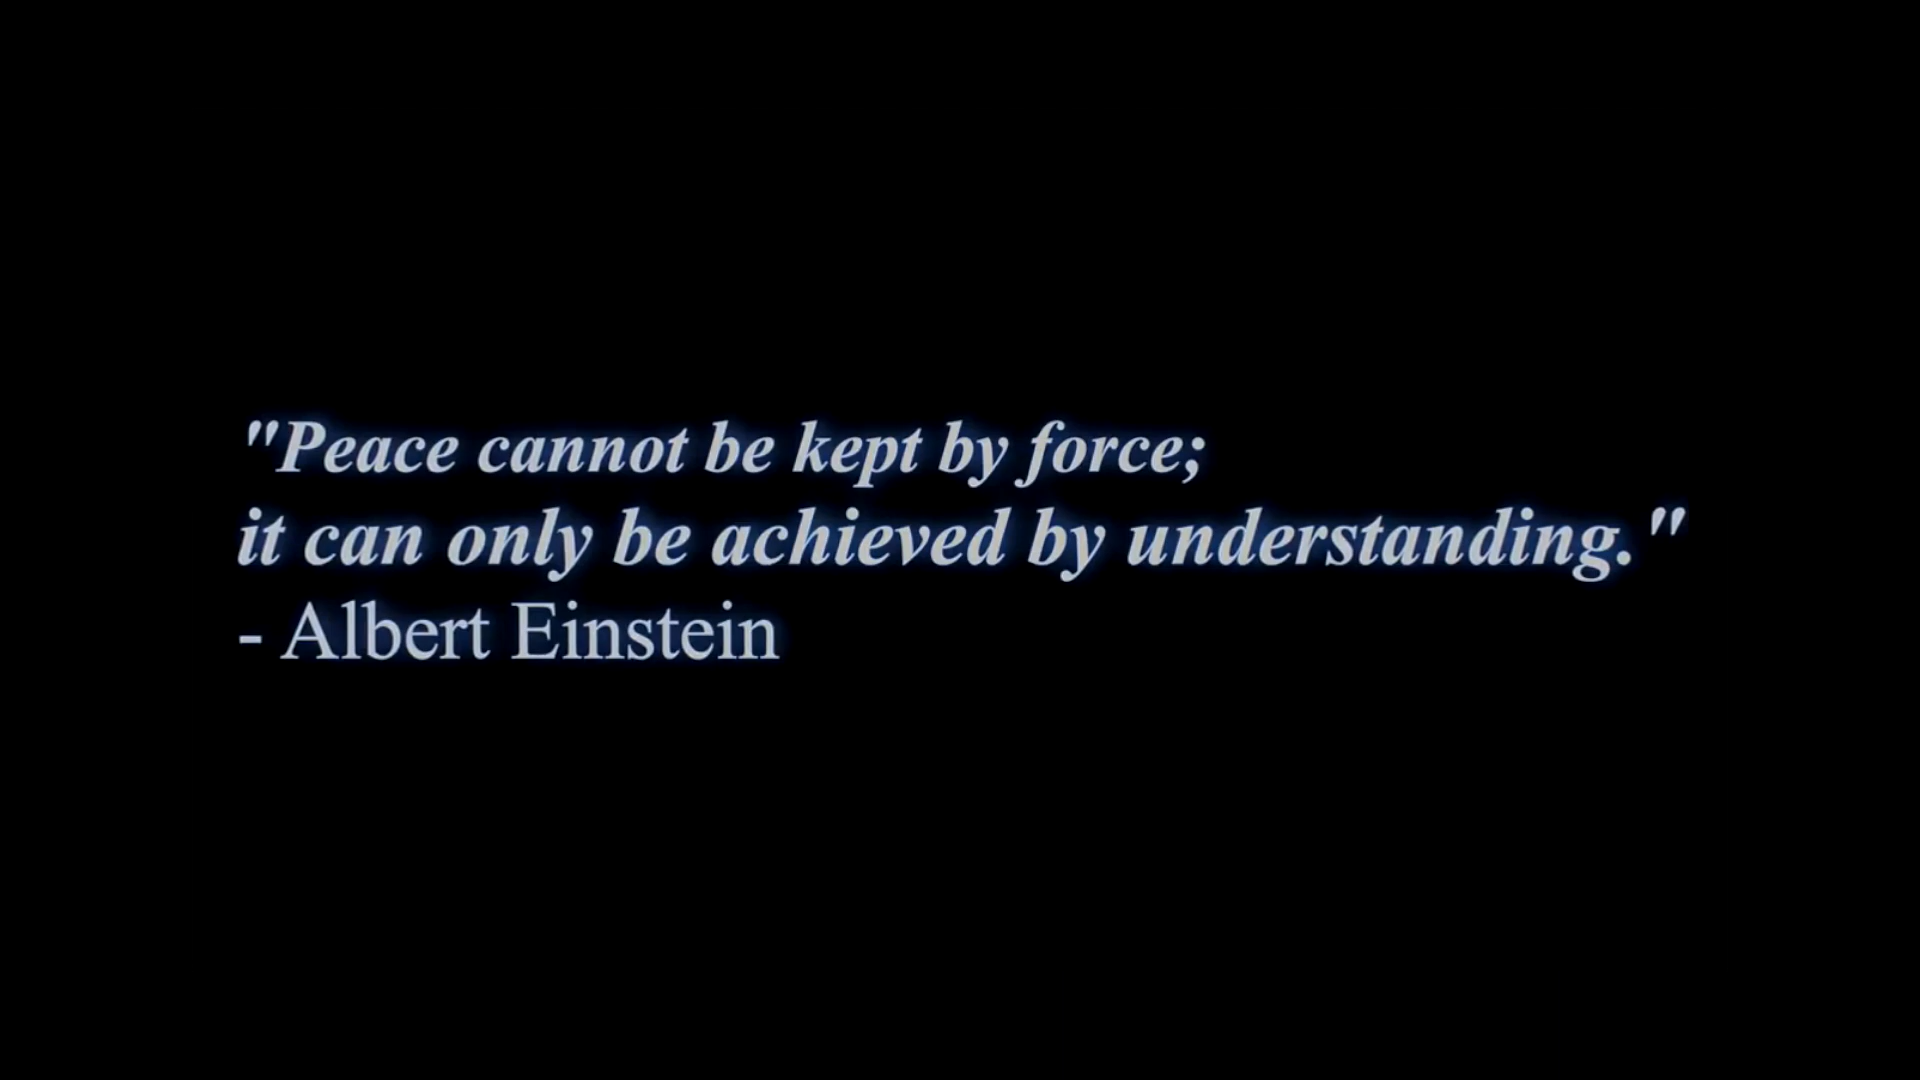 "Peace cannot be kept by force;
it can only be achieved by understanding."
- Albert Einstein